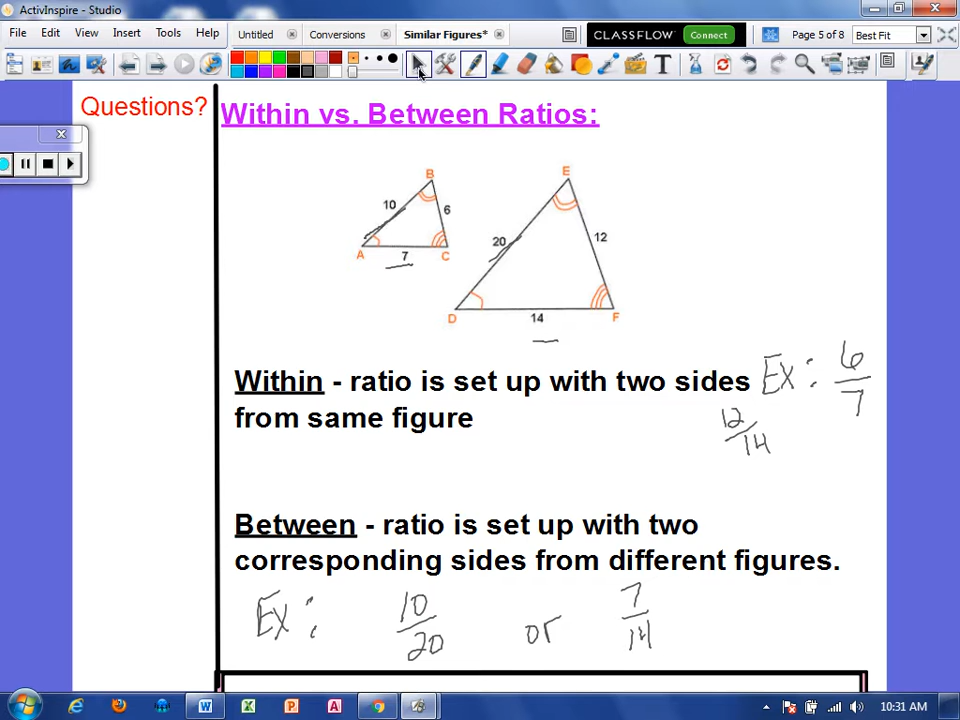 ActivInspire - Studio
File Edit View Insert Tools Help
Untitled
Conversions
Similar Figures*
CLASSFLOW Connect
Page 5 of 8
Best Fit
Questions?
Within vs. Between Ratios:
B
10
6
A
7
C
E
20
12
D
14
F
Within - ratio is set up with two sides
from same figure
Ex: 6/7
12/14
Between - ratio is set up with two
corresponding sides from different figures.
Ex: 10/20 or 7/14
10:31 AM